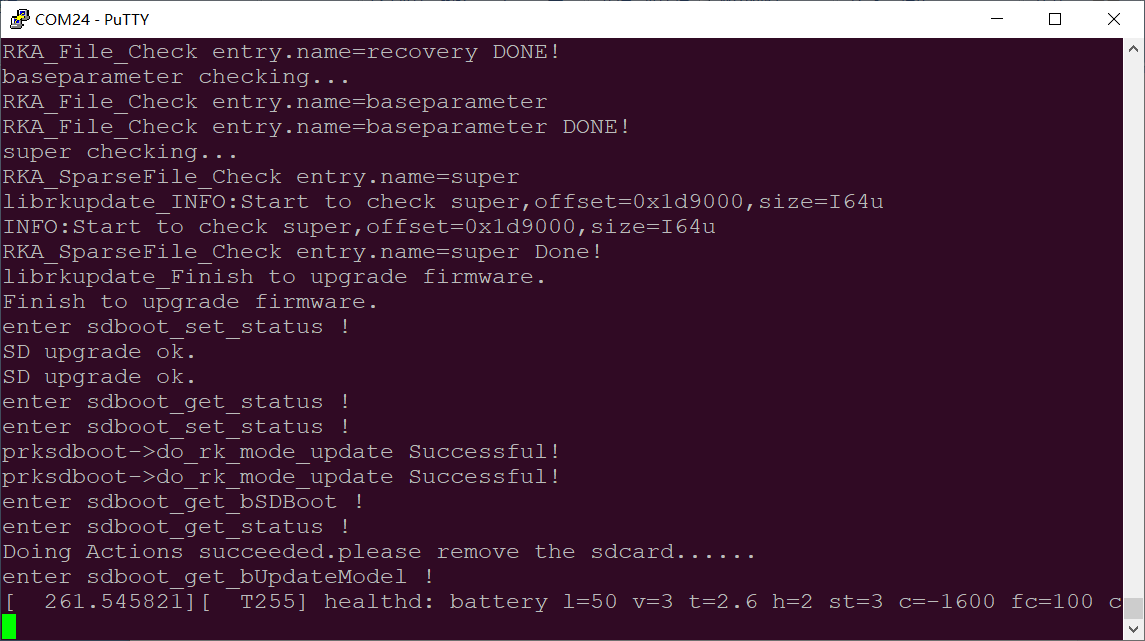 COM24 - PuTTY
RKA_File_Check entry.name=recovery DONE!
baseparameter checking...
RKA_File_Check entry.name=baseparameter
RKA_File_Check entry.name=baseparameter DONE!
super checking...
RKA_SparseFile_Check entry.name=super
librkupdate_INFO:Start to check super,offset=0x1d9000,size=I64u
INFO:Start to check super,offset=0x1d9000,size=I64u
RKA_SparseFile_Check entry.name=super Done!
librkupdate_Finish to upgrade firmware.
Finish to upgrade firmware.
enter sdboot_set_status !
SD upgrade ok.
SD upgrade ok.
enter sdboot_get_status !
enter sdboot_set_status !
prksdboot->do_rk_mode_update Successful!
prksdboot->do_rk_mode_update Successful!
enter sdboot_get_bSDBoot !
enter sdboot_get_status !
Doing Actions succeeded.please remove the sdcard......
enter sdboot_get_bUpdateModel !
[  261.545821][  T255] healthd: battery l=50 v=3 t=2.6 h=2 st=3 c=-1600 fc=100 c